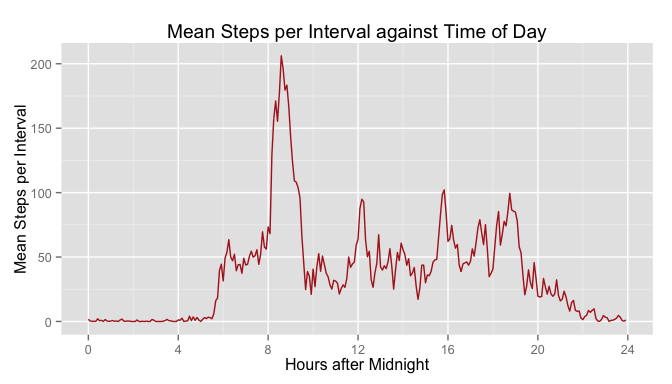 Mean Steps per Interval against Time of Day
Mean Steps per Interval
200
150
100
50
0
0 4 8 12 16 20 24
Hours after Midnight